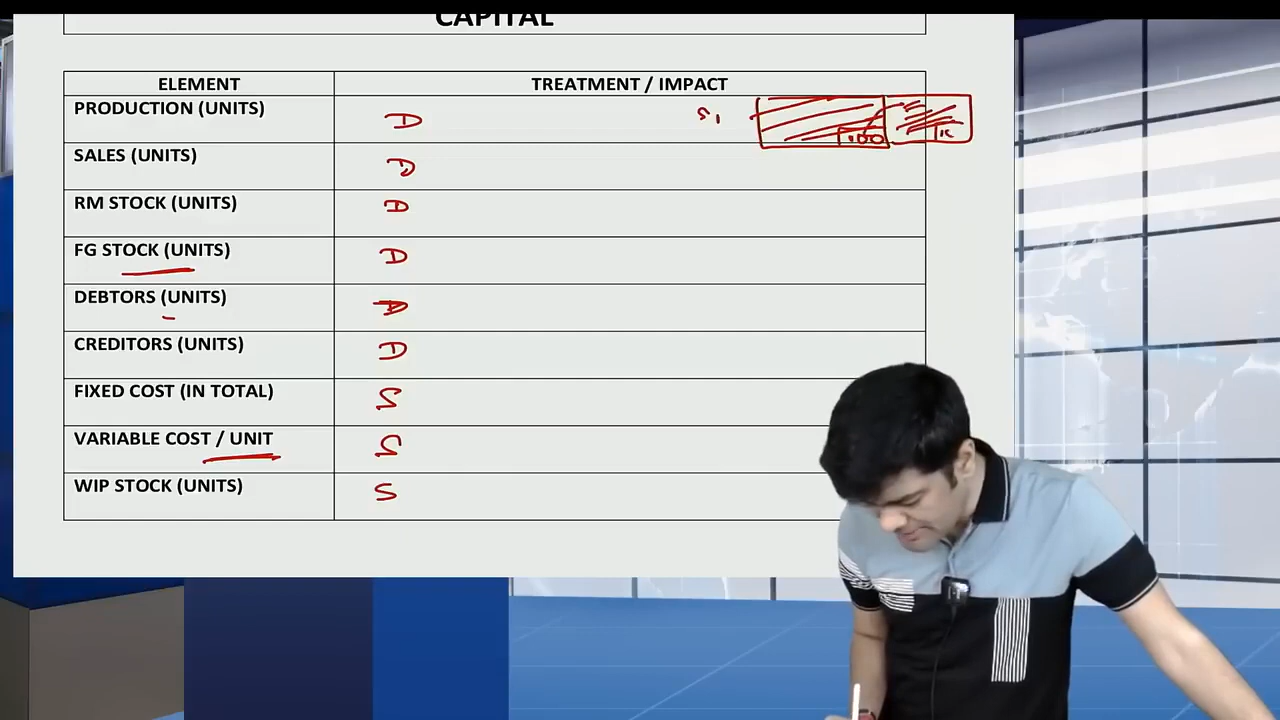 CAPITAL
ELEMENT TREATMENT / IMPACT
PRODUCTION (UNITS) D
SALES (UNITS) D
RM STOCK (UNITS) D
FG STOCK (UNITS) D
DEBTORS (UNITS) D
CREDITORS (UNITS) D
FIXED COST (IN TOTAL) S
VARIABLE COST / UNIT S
WIP STOCK (UNITS) S